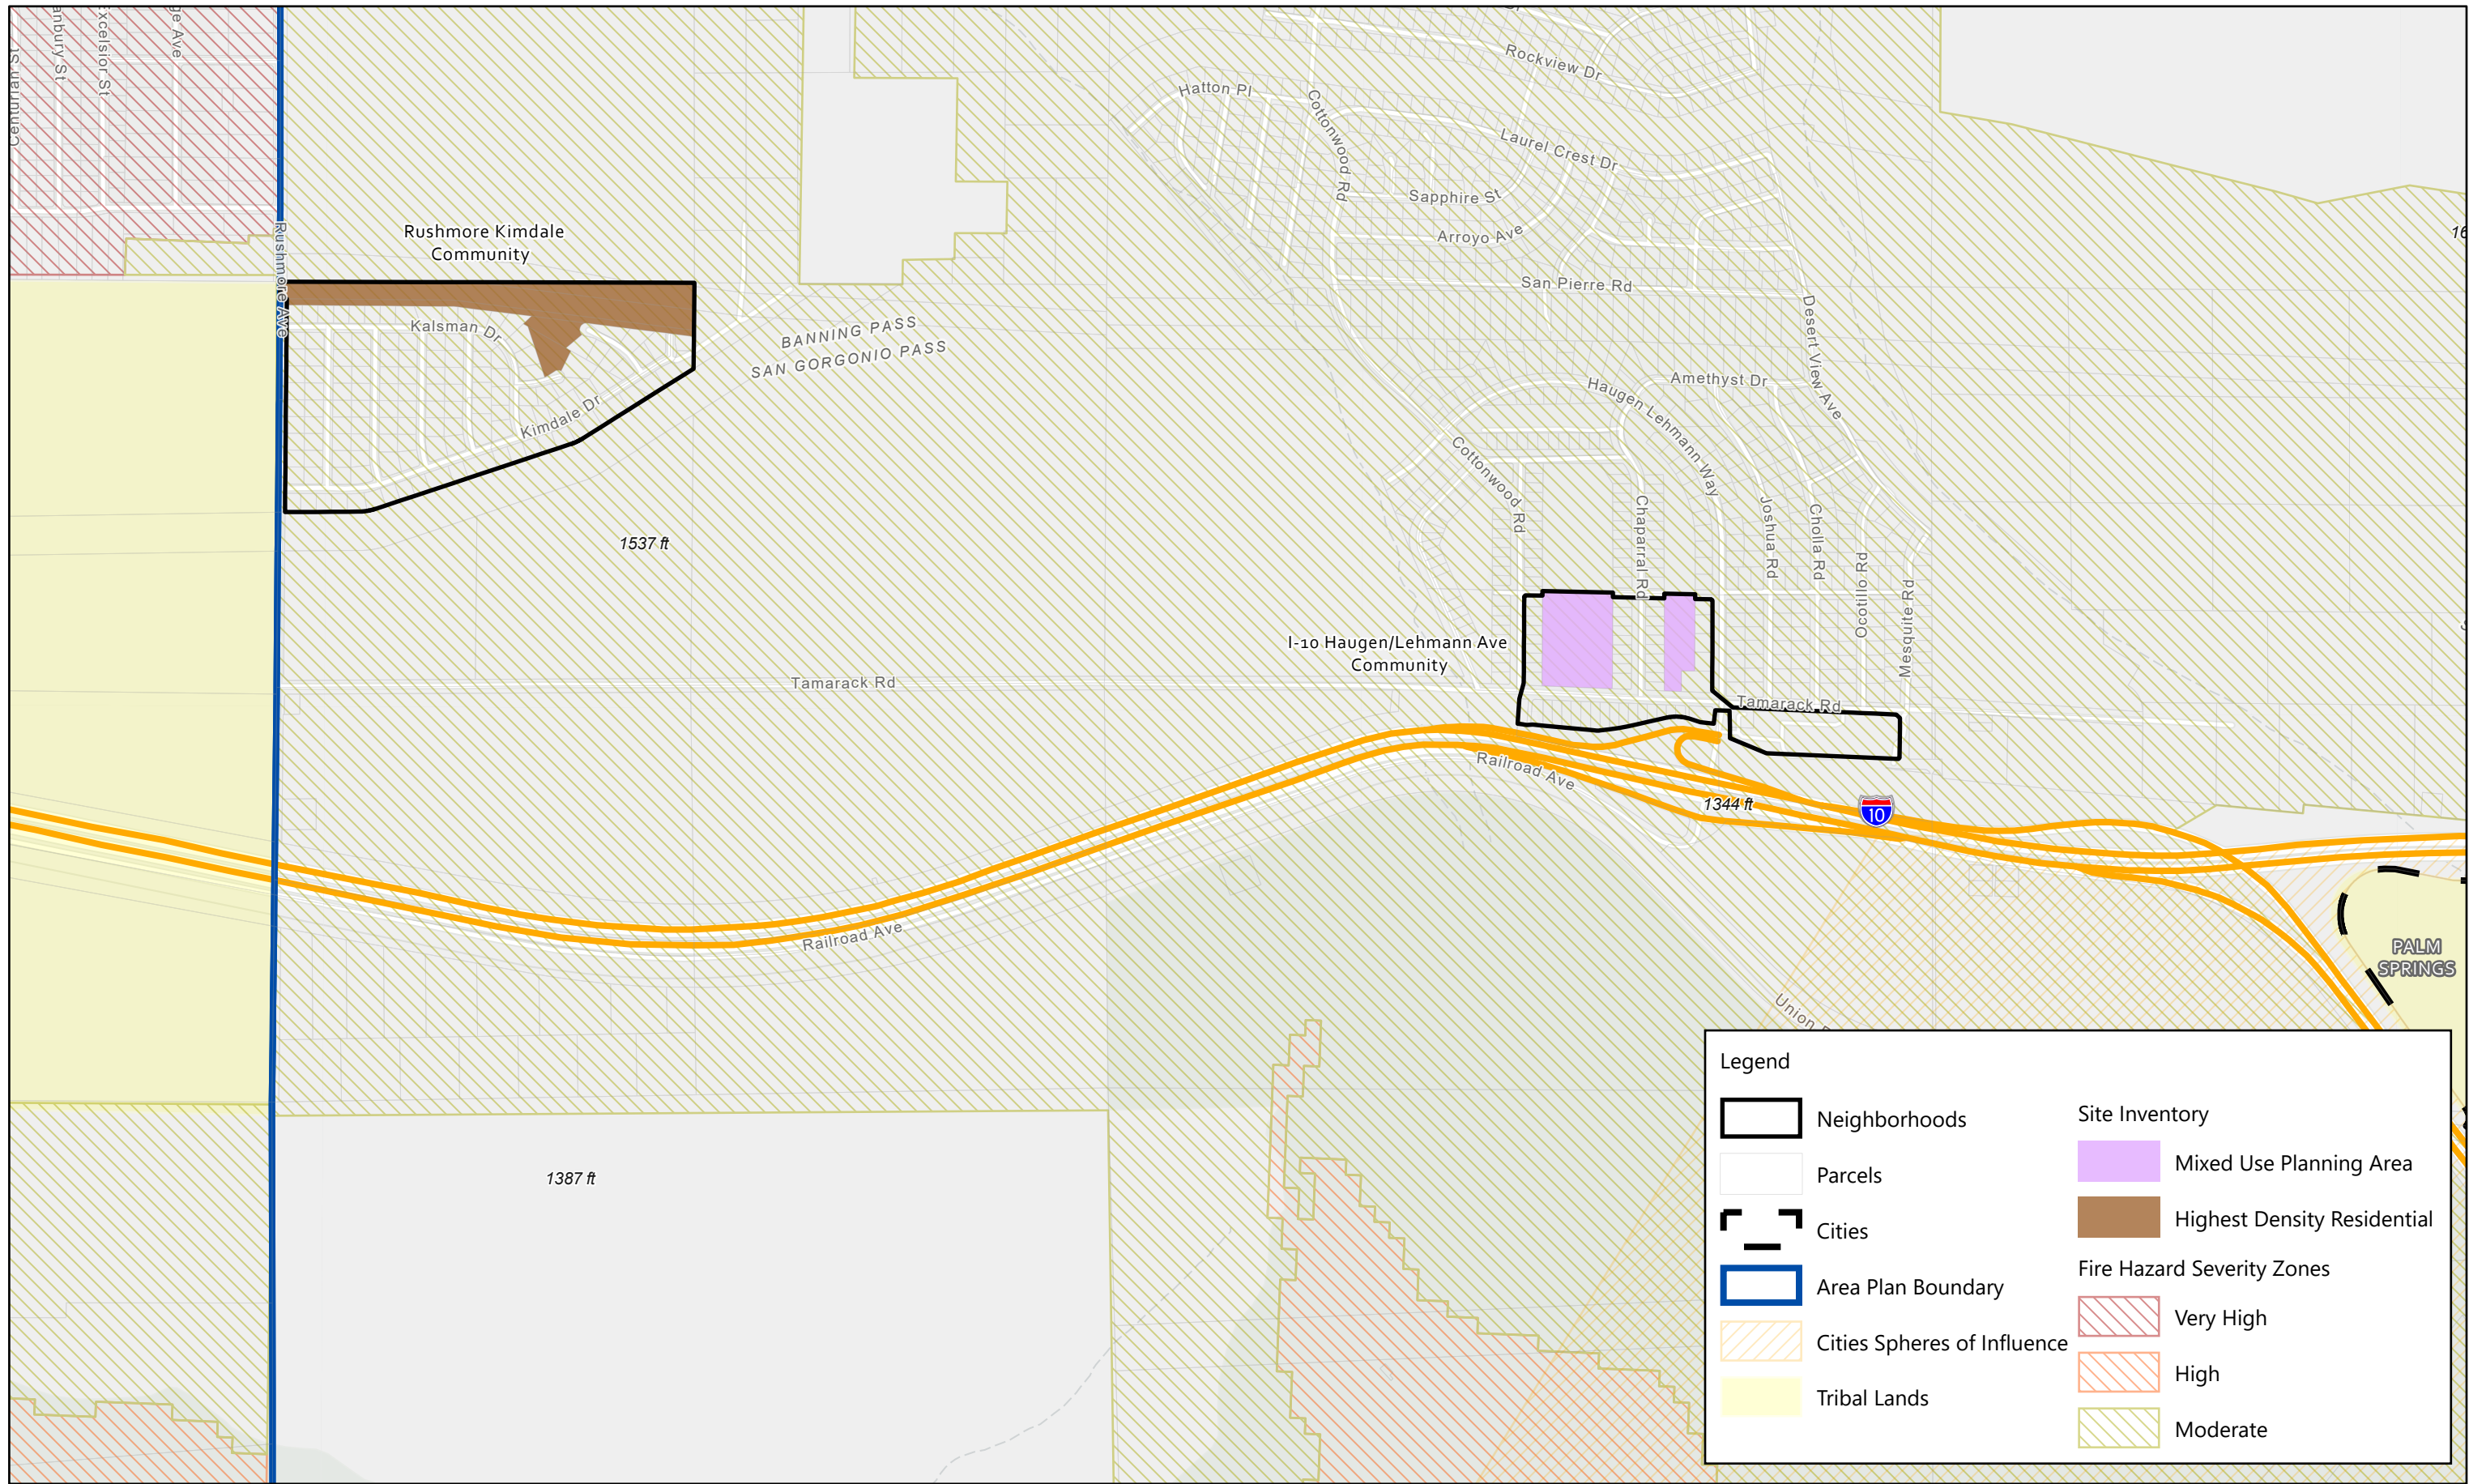 Rockview Dr
Hatton Pl
Cottonwood Rd
Laurel Crest Dr
Sapphire St
Arroyo Ave
San Pierre Rd
Centurian St
Excelsior St
Rushmore Ave
Rushmore Kimdale
Community
Kalsman Dr
Kimdale Dr
BANNING PASS
SAN GORGONIO PASS
Desert View Ave
Amethyst Dr
Haugen Lehmann Way
Cottonwood Rd
Chaparral Rd
Joshua Rd
Cholla Rd
Ocotillo Rd
Mesquite Rd
1537 ft
I-10 Haugen/Lehmann Ave
Community
Tamarack Rd
Tamarack Rd
Railroad Ave
1344 ft
10
Railroad Ave
PALM
SPRINGS
Union
1387 ft
Legend
Neighborhoods
Parcels
Cities
Area Plan Boundary
Cities Spheres of Influence
Tribal Lands
Site Inventory
Mixed Use Planning Area
Highest Density Residential
Fire Hazard Severity Zones
Very High
High
Moderate